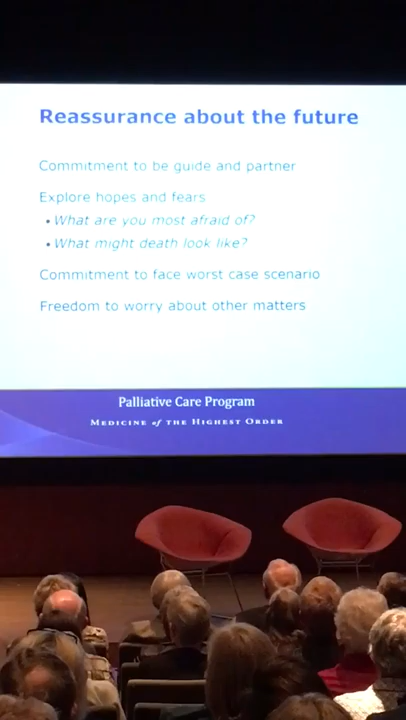 Reassurance about the future
Commitment to be guide and partner
Explore hopes and fears
• What are you most afraid of?
• What might death look like?
Commitment to face worst case scenario
Freedom to worry about other matters
Palliative Care Program
MEDICINE of THE HIGHEST ORDER